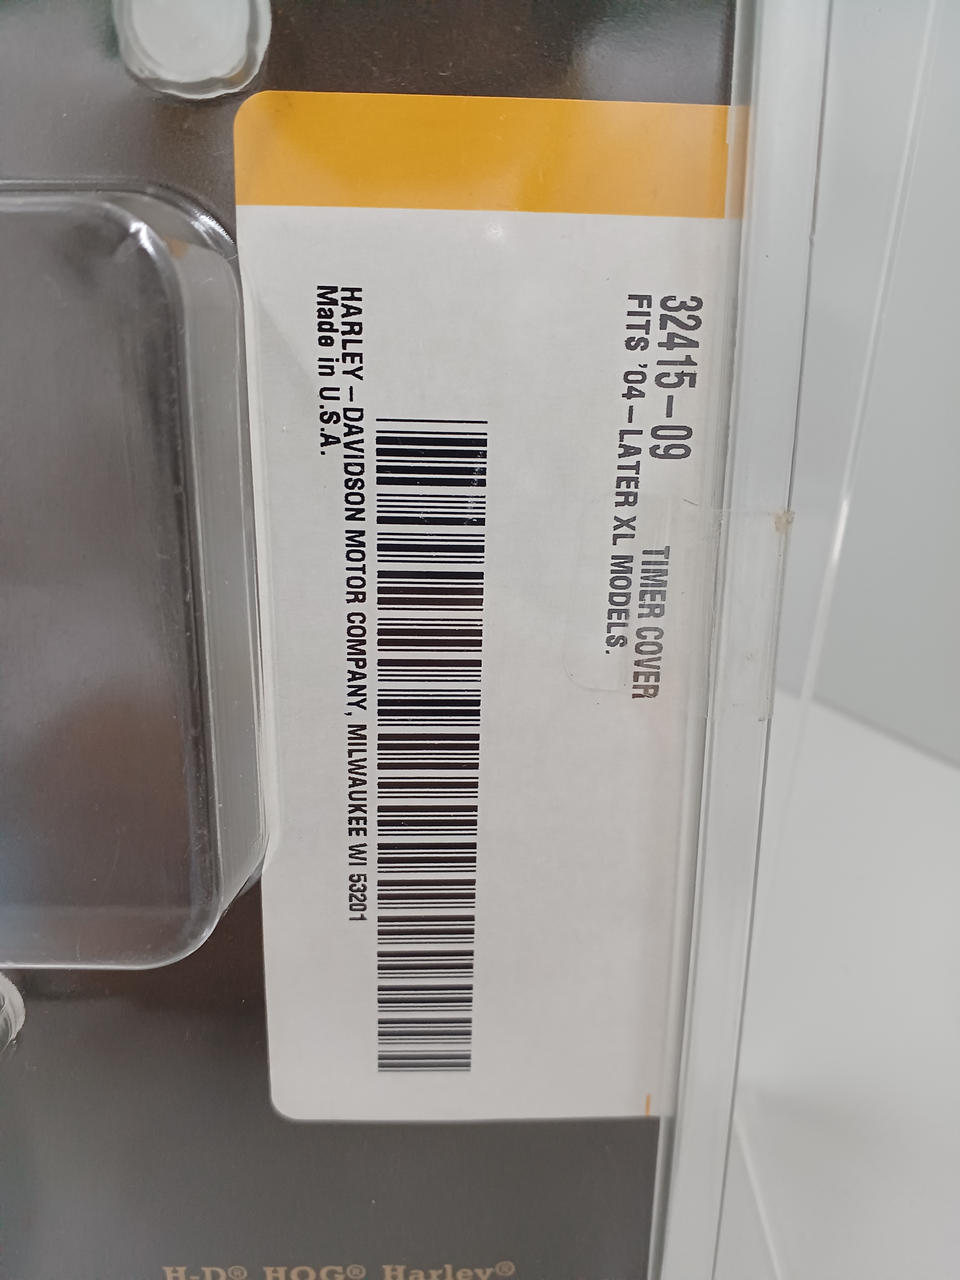 32415-09
TIMER COVER
FITS '04-LATER XL MODELS.
HARLEY-DAVIDSON MOTOR COMPANY, MILWAUKEE WI 53201
Made in U.S.A.
H-D® HOG® Harley®